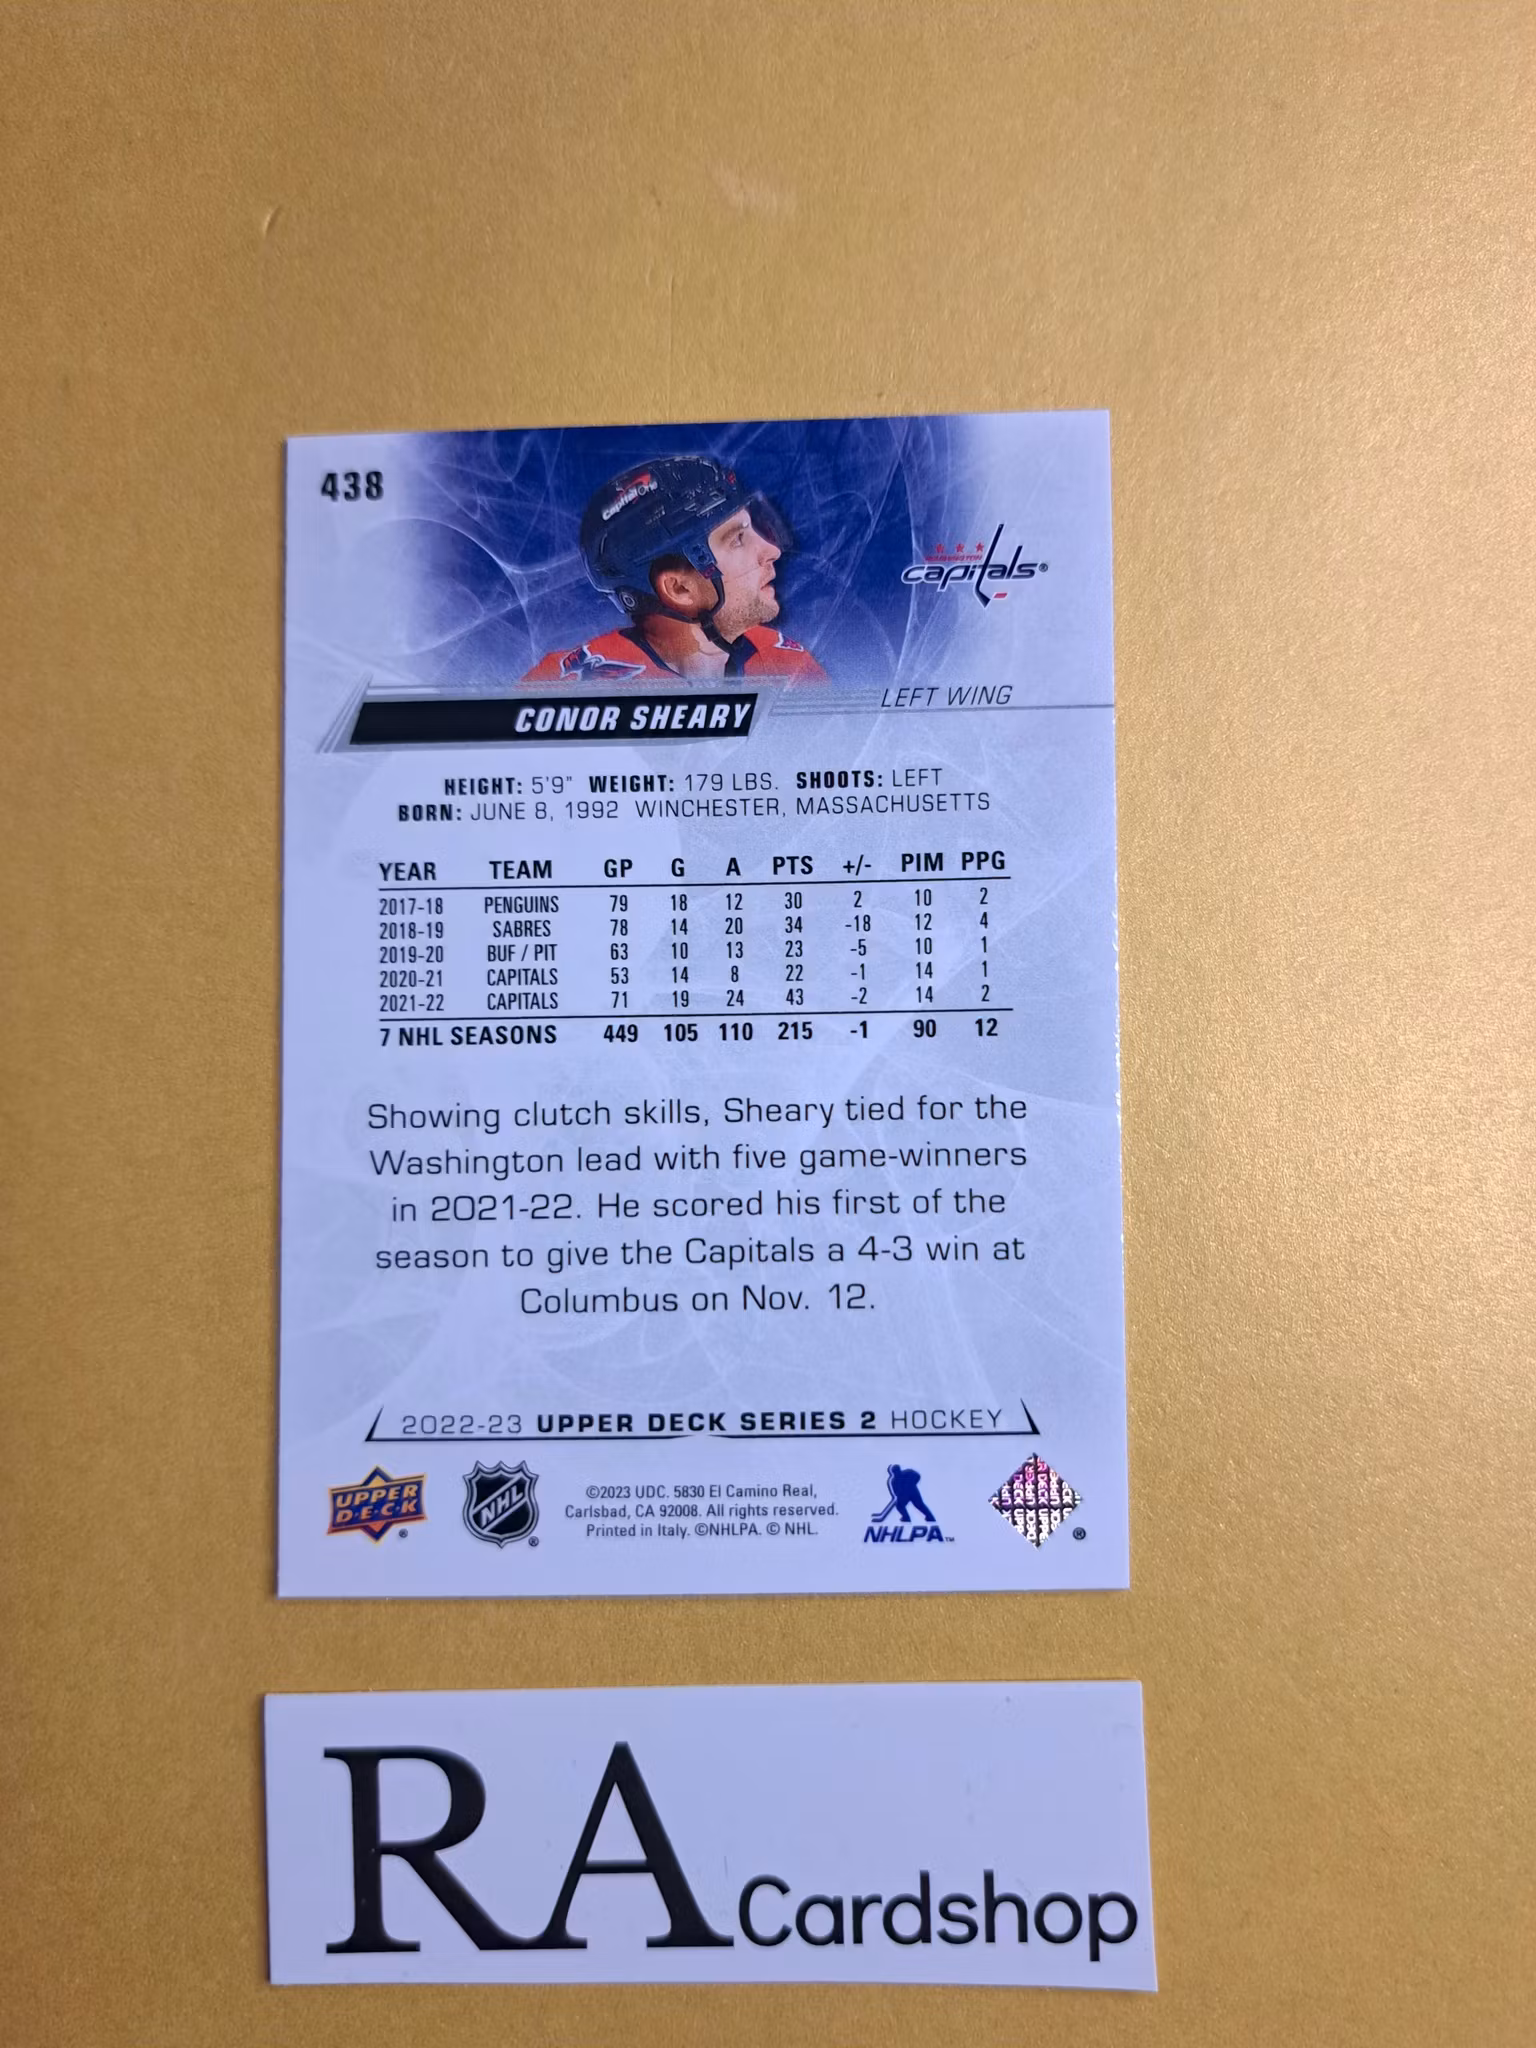 438
CapitalOne
WASHINGTON
capitals®
CONOR SHEARY
LEFT WING
HEIGHT: 5'9" WEIGHT: 179 LBS. SHOOTS: LEFT
BORN: JUNE 8, 1992 WINCHESTER, MASSACHUSETTS
YEAR TEAM GP G A PTS +/- PIM PPG
2017-18 PENGUINS 79 18 12 30 2 10 2
2018-19 SABRES 78 14 20 34 -18 12 4
2019-20 BUF / PIT 63 10 13 23 -5 10 1
2020-21 CAPITALS 53 14 8 22 -1 14 1
2021-22 CAPITALS 71 19 24 43 -2 14 2
7 NHL SEASONS 449 105 110 215 -1 90 12
Showing clutch skills, Sheary tied for the
Washington lead with five game-winners
in 2021-22. He scored his first of the
season to give the Capitals a 4-3 win at
Columbus on Nov. 12.
2022-23 UPPER DECK SERIES 2 HOCKEY
UPPER
D·E·C·K ®
NHL ®
©2023 UDC. 5830 El Camino Real,
Carlsbad, CA 92008. All rights reserved.
Printed in Italy. ©NHLPA. © NHL.
NHLPA™
®
RA Cardshop